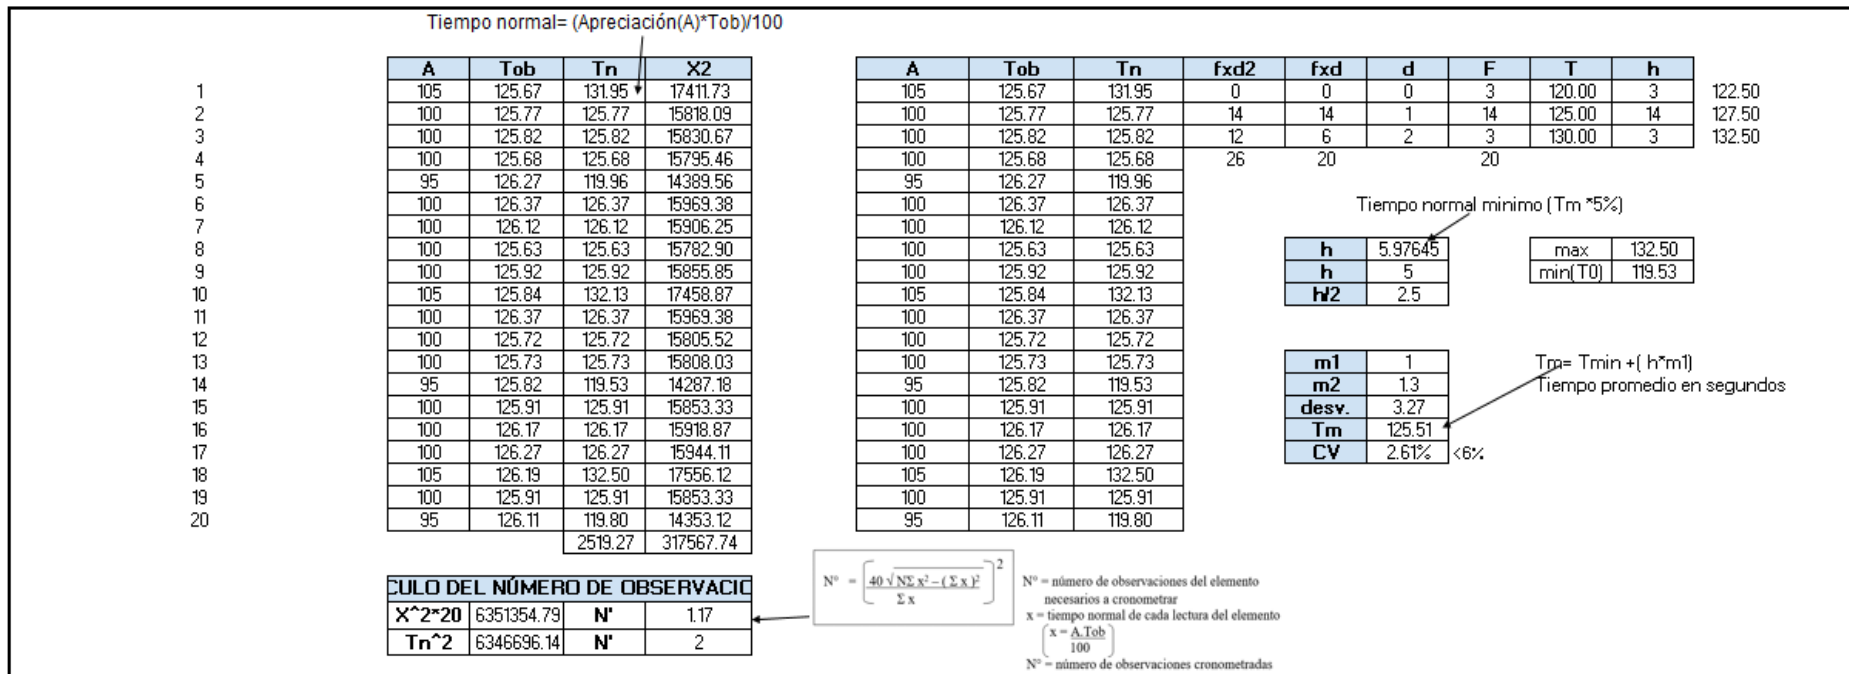 Tiempo normal= (Apreciación(A)*Tob)/100
A Tob Tn X2 A Tob Tn fxd2 fxd d F T h
1 105 125.67 131.95 17411.73 105 125.67 131.95 0 0 0 3 120.00 3 122.50
2 100 125.77 125.77 15818.09 100 125.77 125.77 14 14 1 14 125.00 14 127.50
3 100 125.82 125.82 15830.67 100 125.82 125.82 12 6 2 3 130.00 3 132.50
4 100 125.68 125.68 15795.46 100 125.68 125.68 26 20 20
5 95 126.27 119.96 14389.56 95 126.27 119.96
6 100 126.37 126.37 15969.38 100 126.37 126.37 Tiempo normal minimo (Tm *5%)
7 100 126.12 126.12 15906.25 100 126.12 126.12
8 100 125.63 125.63 15782.90 100 125.63 125.63 h 5.97645 max 132.50
9 100 125.92 125.92 15855.85 100 125.92 125.92 h 5 min(T0) 119.53
10 105 125.84 132.13 17458.87 105 125.84 132.13 h/2 2.5
11 100 126.37 126.37 15969.38 100 126.37 126.37
12 100 125.72 125.72 15805.52 100 125.72 125.72
13 100 125.73 125.73 15808.03 100 125.73 125.73 m1 1 Tm= Tmin +( h*m1)
14 95 125.82 119.53 14287.18 95 125.82 119.53 m2 1.3 Tiempo promedio en segundos
15 100 125.91 125.91 15853.33 100 125.91 125.91 desv. 3.27
16 100 126.17 126.17 15918.87 100 126.17 126.17 Tm 125.51
17 100 126.27 126.27 15944.11 100 126.27 126.27 CV 2.61% <6%
18 105 126.19 132.50 17556.12 105 126.19 132.50
19 100 125.91 125.91 15853.33 100 125.91 125.91
20 95 126.11 119.80 14353.12 95 126.11 119.80
2519.27 317567.74
CULO DEL NÚMERO DE OBSERVACIO
X^2*20 6351354.79 N' 1.17
Tn^2 6346696.14 N' 2
N° = (40 √ NΣ x² – ( Σ x )² / Σ x)²
N° = número de observaciones del elemento
necesarios a cronometrar
x = tiempo normal de cada lectura del elemento
(x = A.Tob / 100)
N° = número de observaciones cronometradas